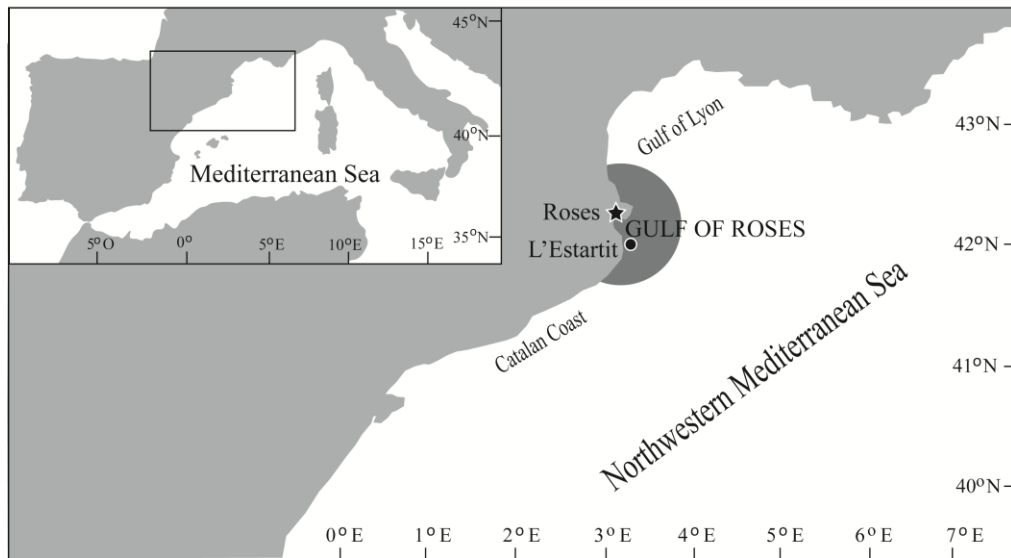 45°N
40°N
35°N
Mediterranean Sea
5°O
0°
5°E
10°E
15°E
Gulf of Lyon
43°N
Roses
GULF OF ROSES
L'Estartit
42°N
Catalan Coast
Northwestern Mediterranean Sea
41°N
40°N
0°E
1°E
2°E
3°E
4°E
5°E
6°E
7°E